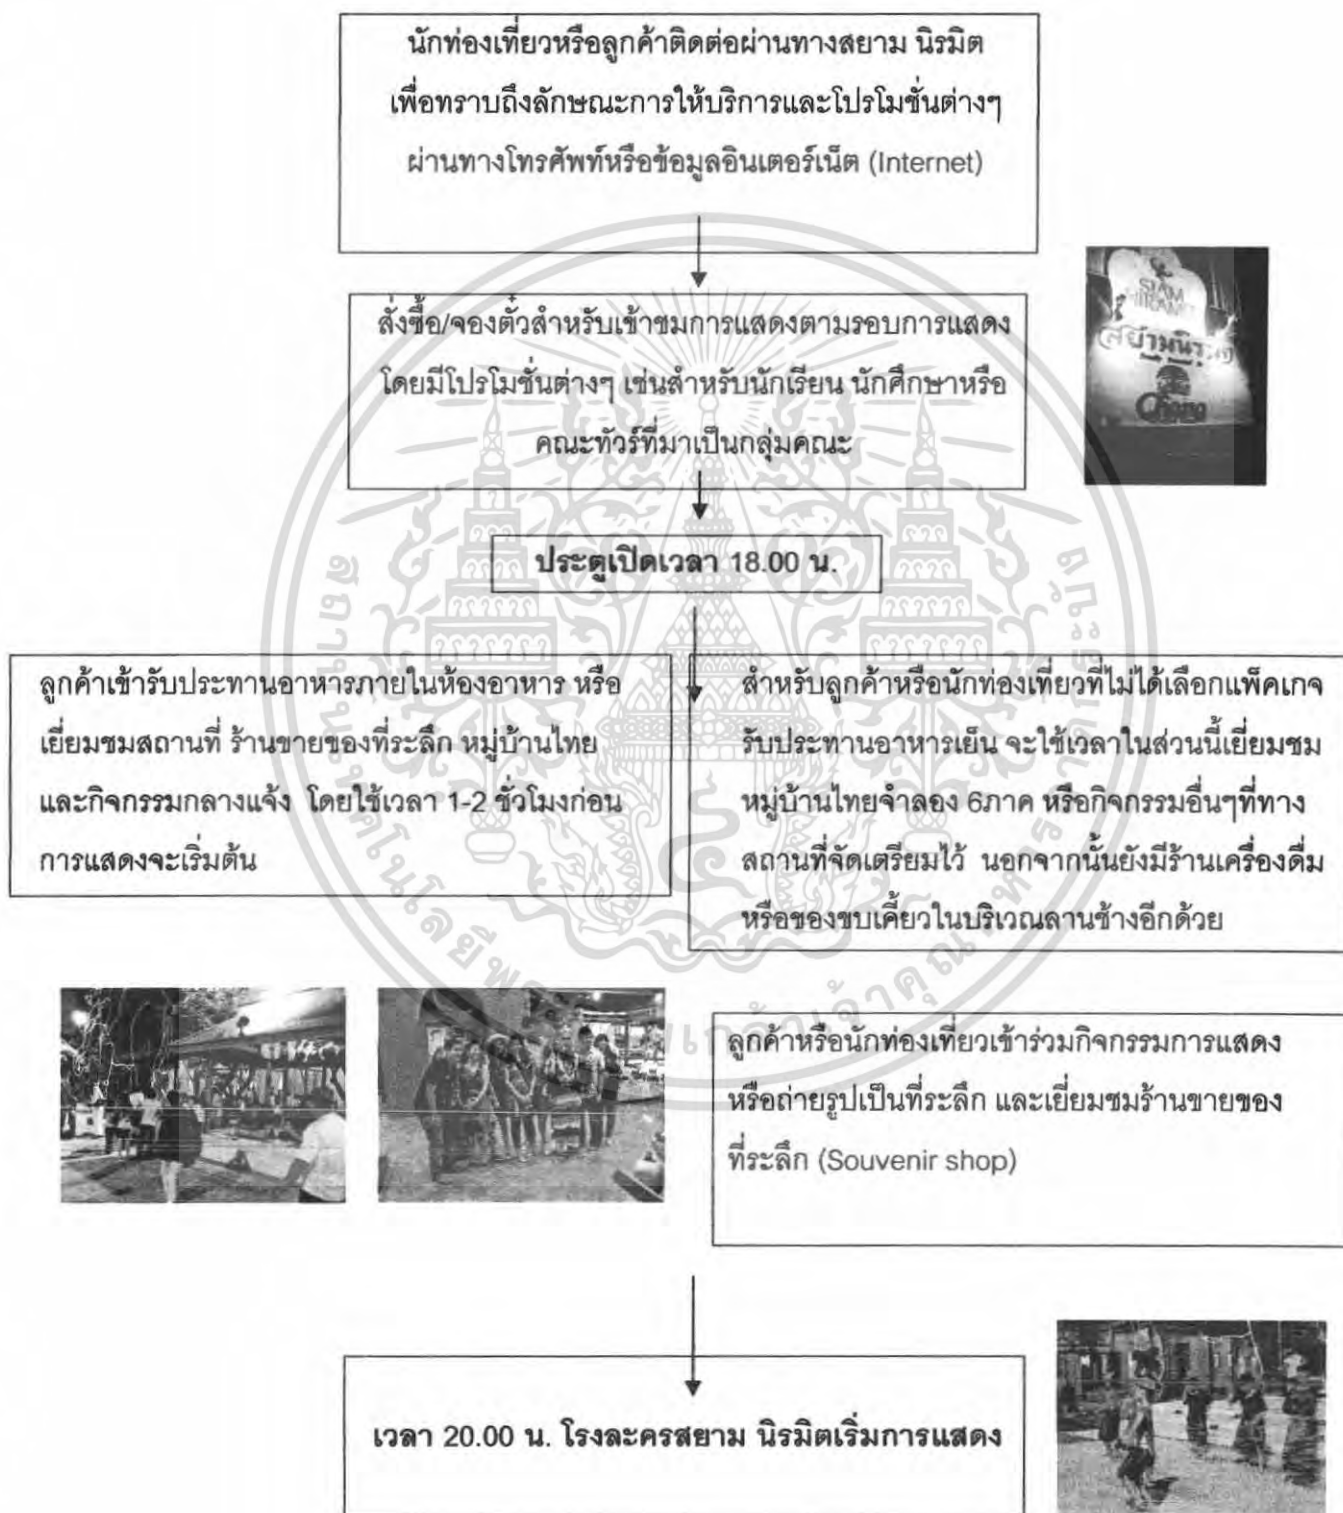 นักท่องเที่ยวหรือลูกค้าติดต่อผ่านทางสยาม นิรมิต
เพื่อทราบถึงลักษณะการให้บริการและโปรโมชั่นต่างๆ
ผ่านทางโทรศัพท์หรือข้อมูลอินเตอร์เน็ต (Internet)
SIAM
NIRAMIT
สยามนิรมิต
Chang
สั่งซื้อ/จองตั๋วสำหรับเข้าชมการแสดงตามรอบการแสดง
โดยมีโปรโมชั่นต่างๆ เช่นสำหรับนักเรียน นักศึกษาหรือ
คณะทัวร์ที่มาเป็นกลุ่มคณะ
ประตูเปิดเวลา 18.00 น.
ลูกค้าเข้ารับประทานอาหารภายในห้องอาหาร หรือ
เยี่ยมชมสถานที่ ร้านขายของที่ระลึก หมู่บ้านไทย
และกิจกรรมกลางแจ้ง โดยใช้เวลา 1-2 ชั่วโมงก่อน
การแสดงจะเริ่มต้น
สำหรับลูกค้าหรือนักท่องเที่ยวที่ไม่ได้เลือกแพ็คเกจ
รับประทานอาหารเย็น จะใช้เวลาในส่วนนี้เยี่ยมชม
หมู่บ้านไทยจำลอง 6ภาค หรือกิจกรรมอื่นๆที่ทาง
สถานที่จัดเตรียมไว้ นอกจากนั้นยังมีร้านเครื่องดื่ม
หรือของขบเคี้ยวในบริเวณลานช้างอีกด้วย
ลูกค้าหรือนักท่องเที่ยวเข้าร่วมกิจกรรมการแสดง
หรือถ่ายรูปเป็นที่ระลึก และเยี่ยมชมร้านขายของ
ที่ระลึก (Souvenir shop)
เวลา 20.00 น. โรงละครสยาม นิรมิตเริ่มการแสดง